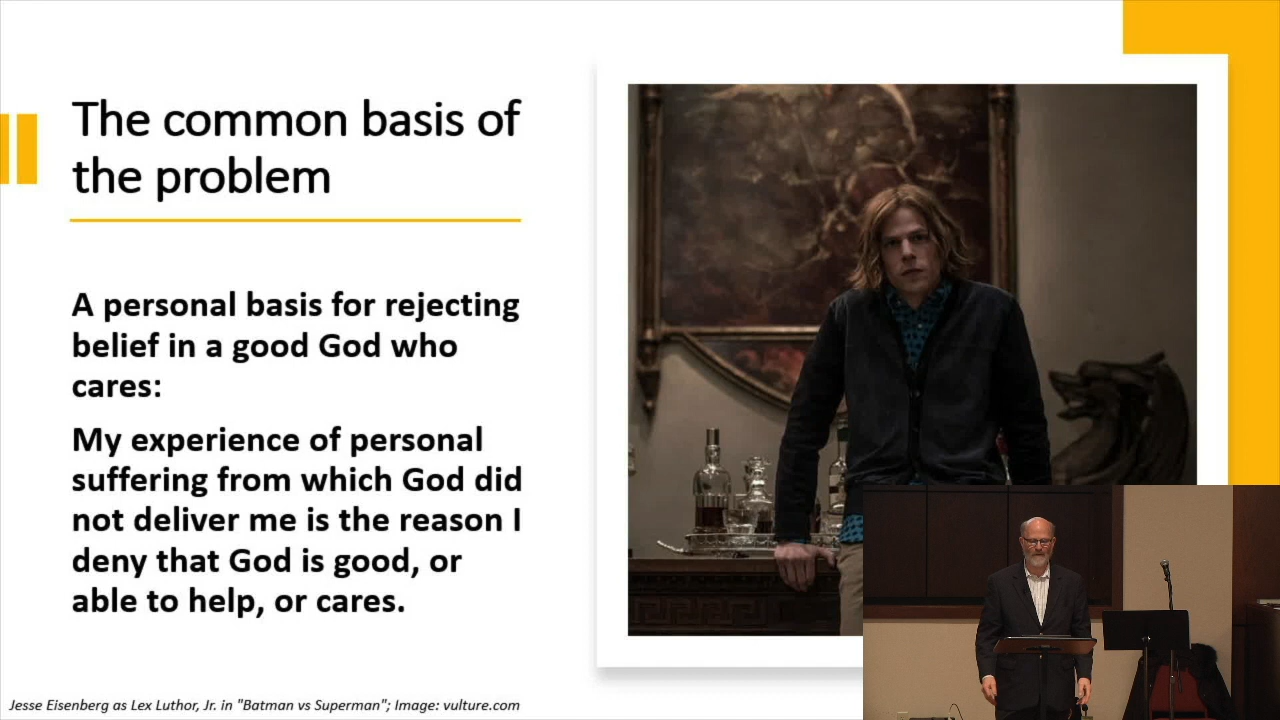 The common basis of
the problem
A personal basis for rejecting
belief in a good God who
cares:
My experience of personal
suffering from which God did
not deliver me is the reason I
deny that God is good, or
able to help, or cares.
Jesse Eisenberg as Lex Luthor, Jr. in "Batman vs Superman"; Image: vulture.com